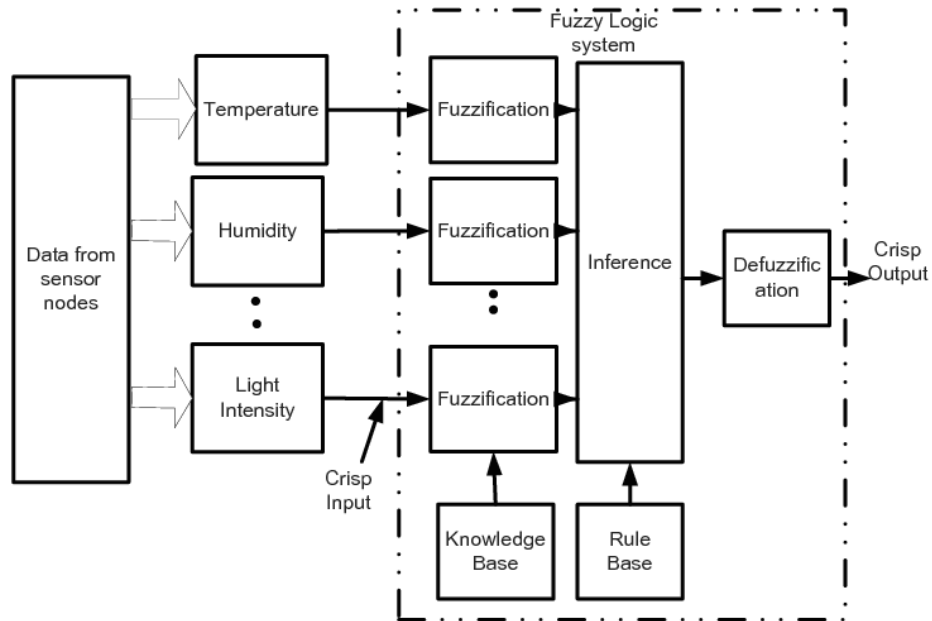 Fuzzy Logic
system
Data from
sensor
nodes
Temperature
Humidity
Light
Intensity
Crisp
Input
Fuzzification
Fuzzification
Fuzzification
Knowledge
Base
Inference
Rule
Base
Defuzzific
ation
Crisp
Output